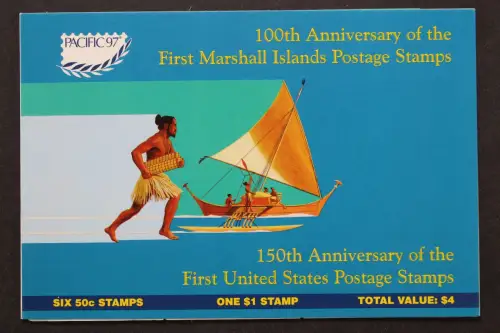 PACIFIC 97
100th Anniversary of the
First Marshall Islands Postage Stamps
150th Anniversary of the
First United States Postage Stamps
SIX 50c STAMPS ONE $1 STAMP TOTAL VALUE: $4